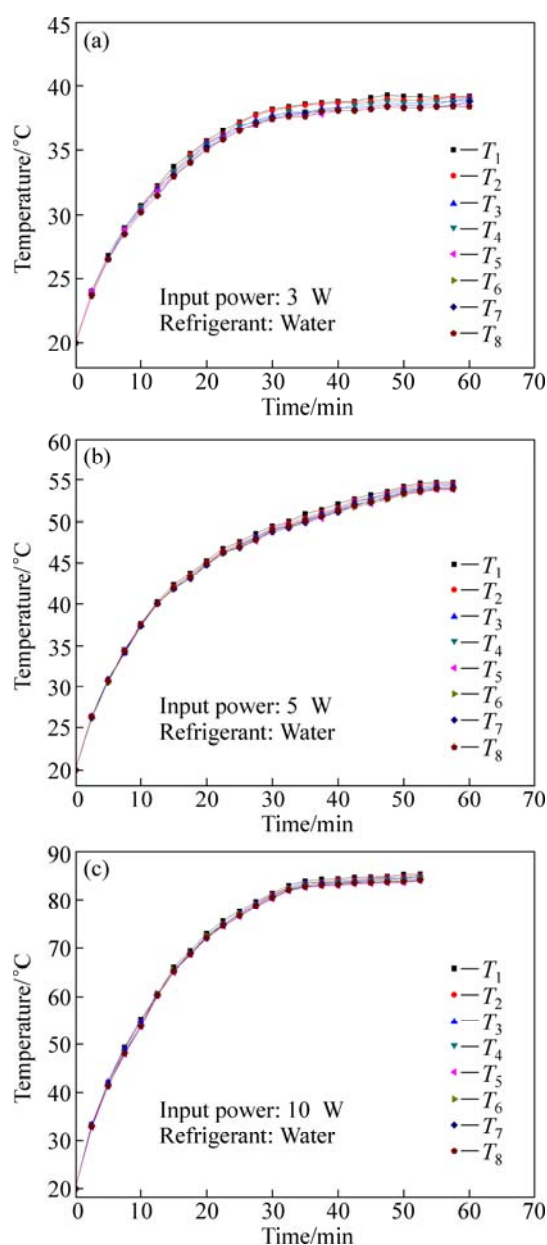 (a)
45
40
35
30
25
20
0 10 20 30 40 50 60 70
Temperature/°C
Time/min
Input power: 3 W
Refrigerant: Water
T1
T2
T3
T4
T5
T6
T7
T8
(b)
60
55
50
45
40
35
30
25
20
0 10 20 30 40 50 60 70
Temperature/°C
Time/min
Input power: 5 W
Refrigerant: Water
T1
T2
T3
T4
T5
T6
T7
T8
(c)
90
80
70
60
50
40
30
20
0 10 20 30 40 50 60 70
Temperature/°C
Time/min
Input power: 10 W
Refrigerant: Water
T1
T2
T3
T4
T5
T6
T7
T8